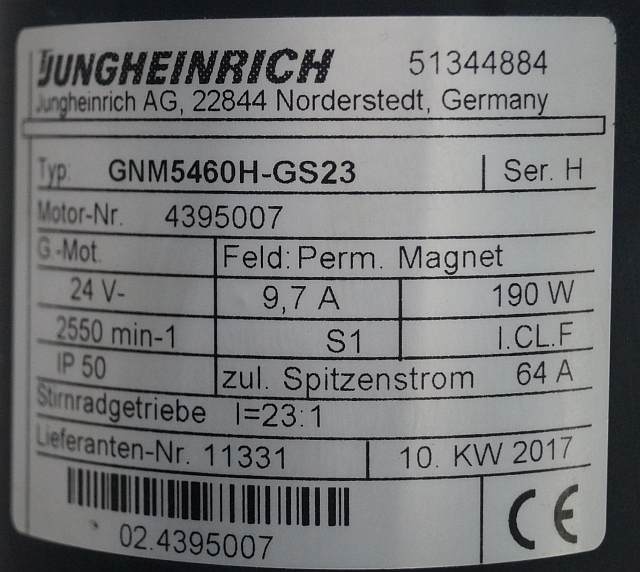 JUNGHEINRICH 51344884
Jungheinrich AG, 22844 Norderstedt, Germany
Typ: GNM5460H-GS23 Ser. H
Motor-Nr. 4395007
G.-Mot. Feld: Perm. Magnet
24 V- 9,7 A 190 W
2550 min-1 S1 I.CL.F
IP 50 zul. Spitzenstrom 64 A
Stirnradgetriebe I=23:1
Lieferanten-Nr. 11331 10. KW 2017
02.4395007 CE